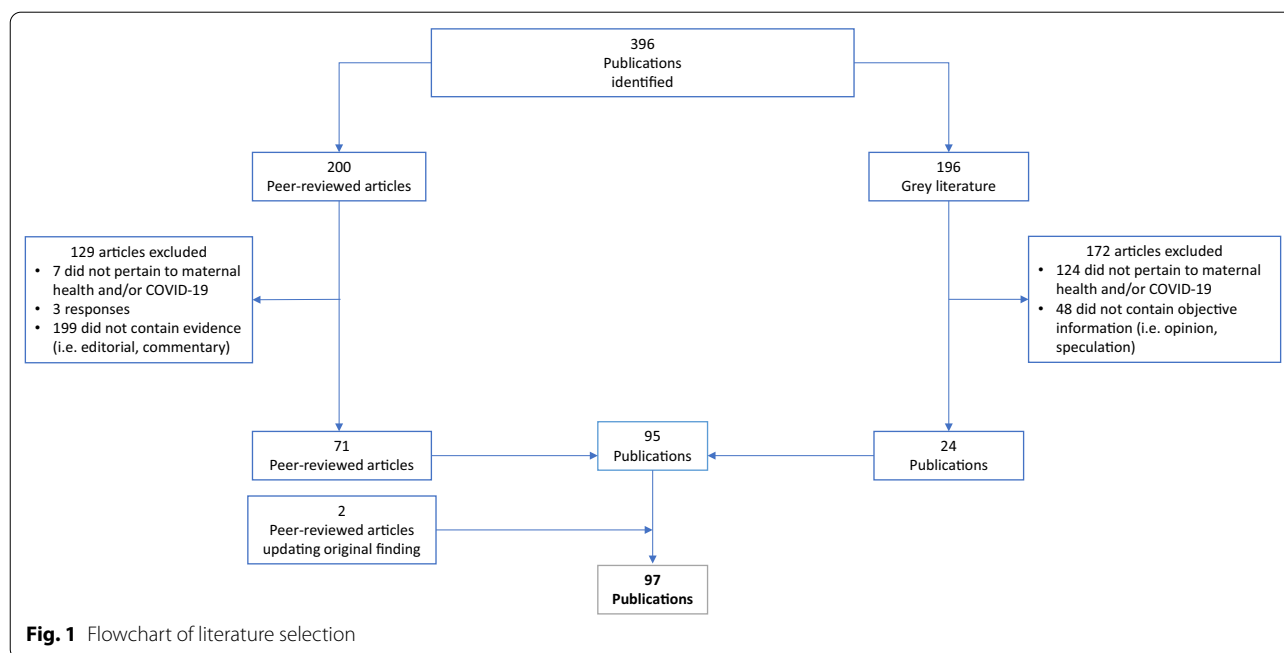 396
Publications
identified
200
Peer-reviewed articles
196
Grey literature
129 articles excluded
• 7 did not pertain to maternal
health and/or COVID-19
• 3 responses
• 199 did not contain evidence
(i.e. editorial, commentary)
172 articles excluded
• 124 did not pertain to maternal
health and/or COVID-19
• 48 did not contain objective
information (i.e. opinion,
speculation)
71
Peer-reviewed articles
95
Publications
24
Publications
2
Peer-reviewed articles
updating original finding
97
Publications
Fig. 1 Flowchart of literature selection